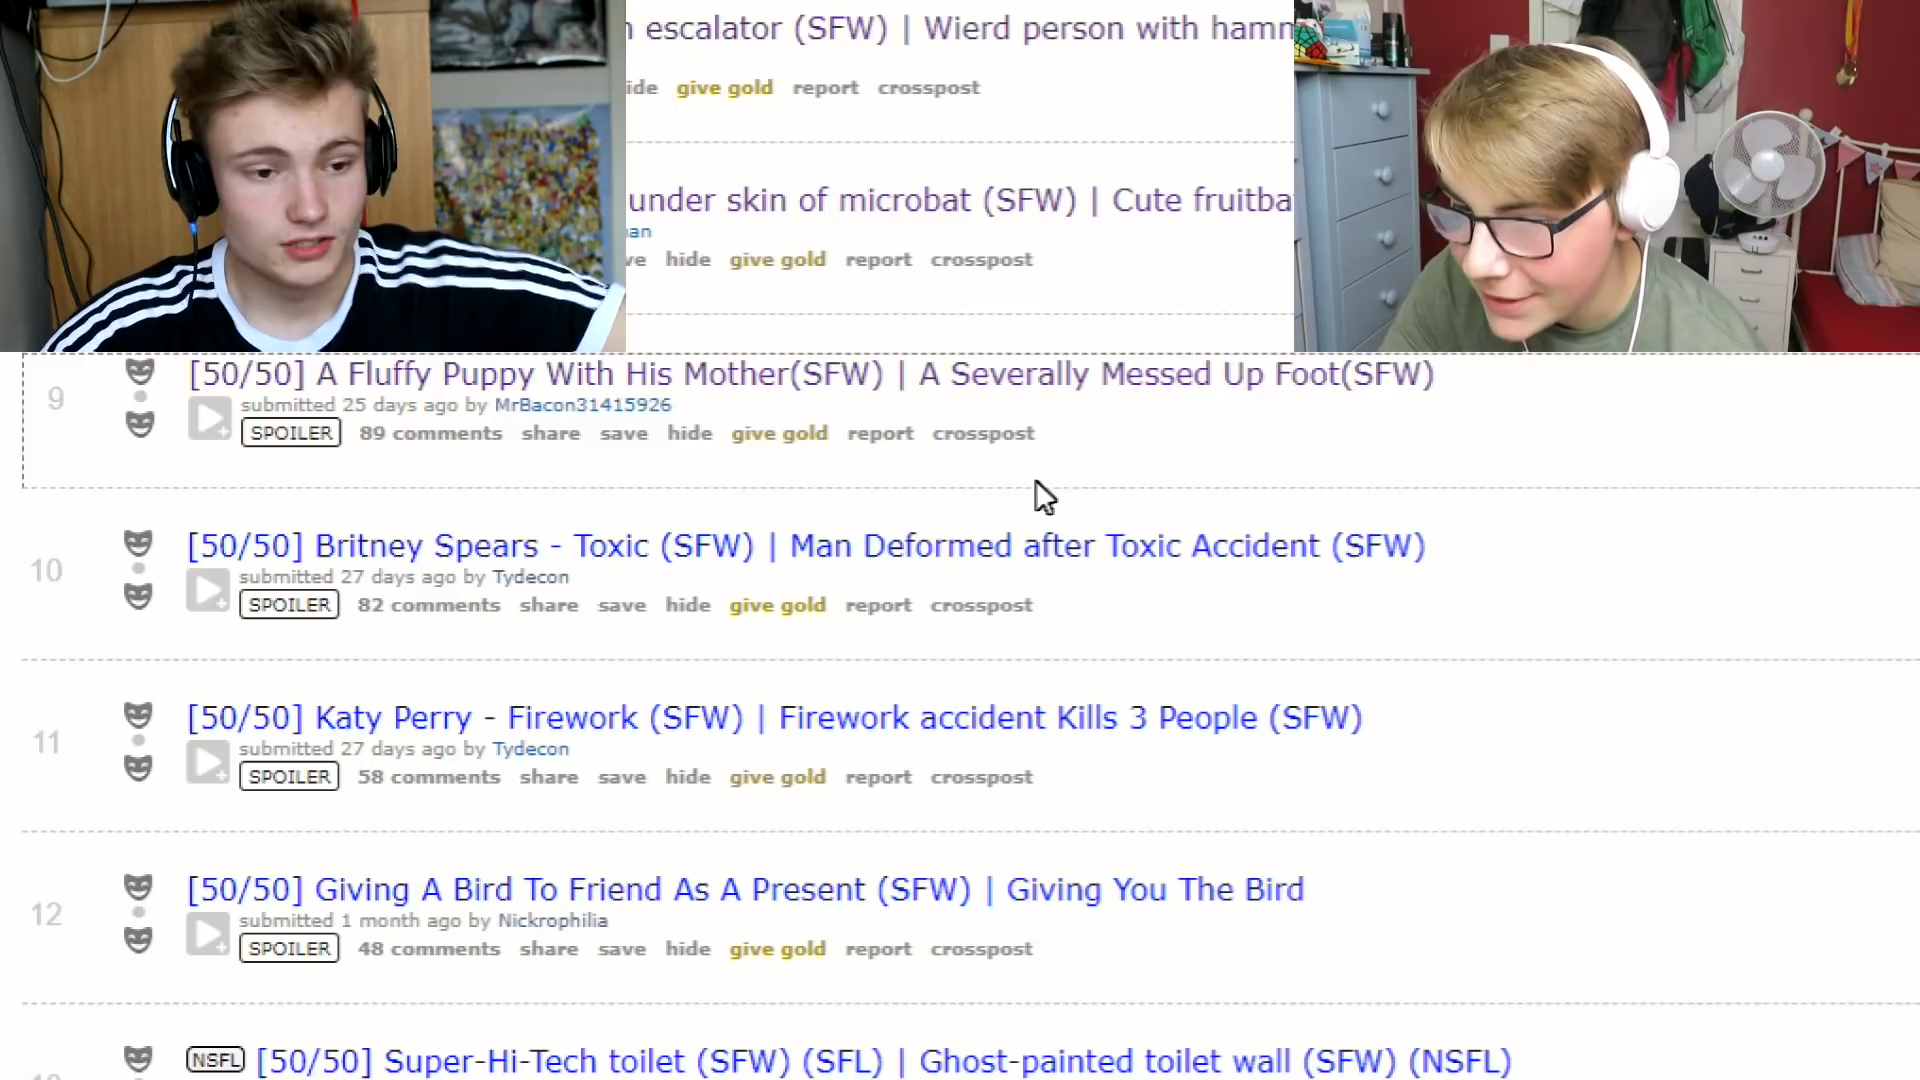 escalator (SFW) | Wierd person with hamm
ide give gold report crosspost
under skin of microbat (SFW) | Cute fruitba
an
ve hide give gold report crosspost
9
[50/50] A Fluffy Puppy With His Mother(SFW) | A Severally Messed Up Foot(SFW)
submitted 25 days ago by MrBacon31415926
SPOILER 89 comments share save hide give gold report crosspost
10
[50/50] Britney Spears - Toxic (SFW) | Man Deformed after Toxic Accident (SFW)
submitted 27 days ago by Tydecon
SPOILER 82 comments share save hide give gold report crosspost
11
[50/50] Katy Perry - Firework (SFW) | Firework accident Kills 3 People (SFW)
submitted 27 days ago by Tydecon
SPOILER 58 comments share save hide give gold report crosspost
12
[50/50] Giving A Bird To Friend As A Present (SFW) | Giving You The Bird
submitted 1 month ago by Nickrophilia
SPOILER 48 comments share save hide give gold report crosspost
NSFL [50/50] Super-Hi-Tech toilet (SFW) (SFL) | Ghost-painted toilet wall (SFW) (NSFL)